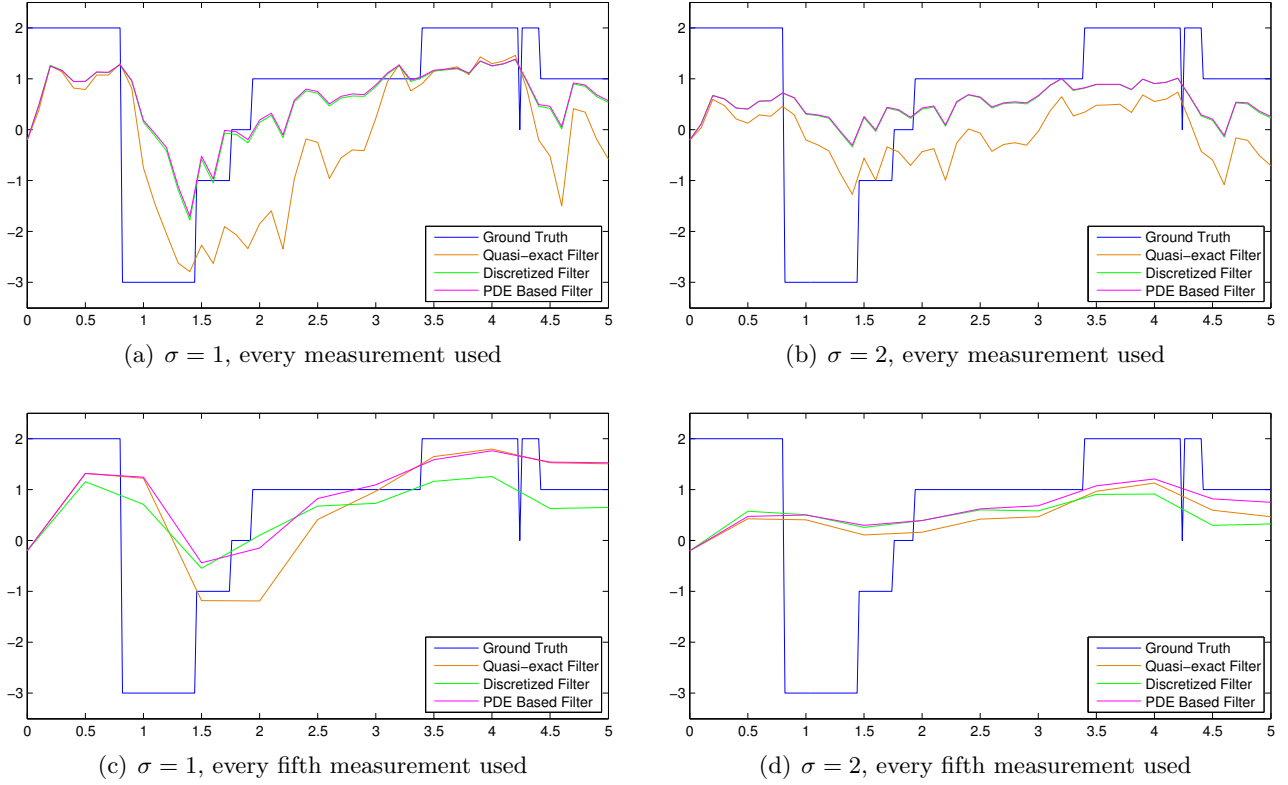 2
1
0
−1
−2
−3
0 0.5 1 1.5 2 2.5 3 3.5 4 4.5 5
Ground Truth
Quasi−exact Filter
Discretized Filter
PDE Based Filter
(a) σ = 1, every measurement used
2
1
0
−1
−2
−3
0 0.5 1 1.5 2 2.5 3 3.5 4 4.5 5
Ground Truth
Quasi−exact Filter
Discretized Filter
PDE Based Filter
(b) σ = 2, every measurement used
2
1
0
−1
−2
−3
0 0.5 1 1.5 2 2.5 3 3.5 4 4.5 5
Ground Truth
Quasi−exact Filter
Discretized Filter
PDE Based Filter
(c) σ = 1, every fifth measurement used
2
1
0
−1
−2
−3
0 0.5 1 1.5 2 2.5 3 3.5 4 4.5 5
Ground Truth
Quasi−exact Filter
Discretized Filter
PDE Based Filter
(d) σ = 2, every fifth measurement used